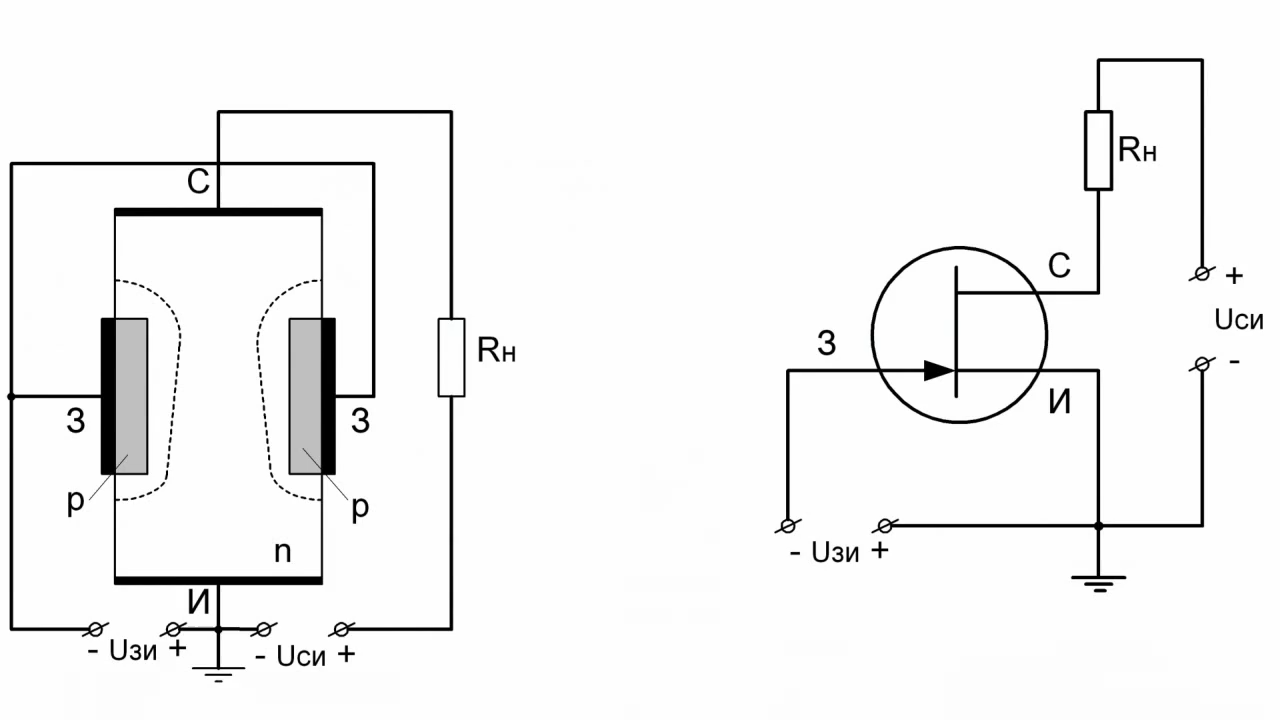 С
Rн
З
З
p
p
n
И
- Uзи +
- Uси +
Rн
С
+
Uси
-
З
И
- Uзи +